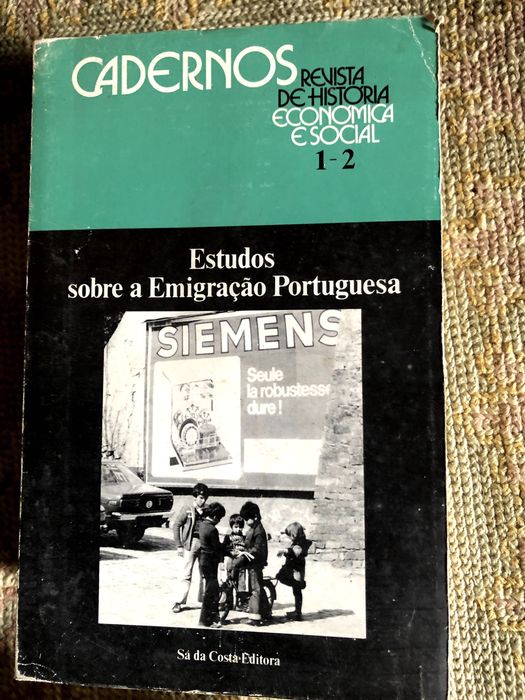 CADERNOS
REVISTA
DE HISTÓRIA
ECONÓMICA
E SOCIAL
1-2
Estudos
sobre a Emigração Portuguesa
SIEMENS
Seule
la robustesse
dure!
Sá da Costa Editora